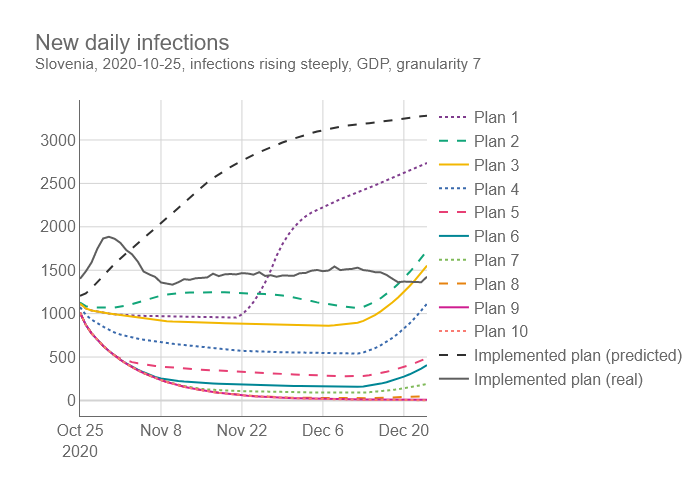 New daily infections
Slovenia, 2020-10-25, infections rising steeply, GDP, granularity 7
3000
2500
2000
1500
1000
500
0
Oct 25
2020
Nov 8
Nov 22
Dec 6
Dec 20
Plan 1
Plan 2
Plan 3
Plan 4
Plan 5
Plan 6
Plan 7
Plan 8
Plan 9
Plan 10
Implemented plan (predicted)
Implemented plan (real)